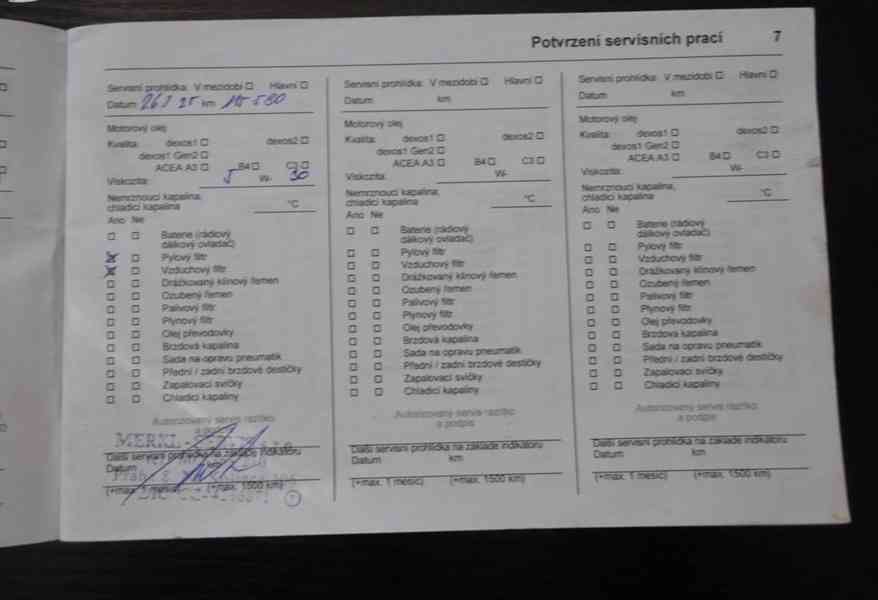 Potvrzení servisních prací 7
Servisní prohlídka: V mezidobí Hlavní
Datum 26.1 25 km 115 580
Motorový olej
Kvalita: dexos1 dexos2
dexos1 Gen2
ACEA A3 B4 C3
Viskozita: 5 W- 30
Nemrznoucí kapalina,
chladicí kapalina °C
Ano Ne
Baterie (rádiový
dálkový ovladač)
Pylový filtr
Vzduchový filtr
Drážkovaný klínový řemen
Ozubený řemen
Palivový filtr
Plynový filtr
Olej převodovky
Brzdová kapalina
Sada na opravu pneumatik
Přední / zadní brzdové destičky
Zapalovací svíčky
Chladicí kapaliny
Autorizovaný servis razítko
a podpis
MERKL-
Další servisní prohlídka na základě indikátoru
Datum km
(+max. 1 měsíc) (+max. 1500 km)
Servisní prohlídka: V mezidobí Hlavní
Datum km
Motorový olej
Kvalita: dexos1 dexos2
dexos1 Gen2
ACEA A3 B4 C3
Viskozita: W-
Nemrznoucí kapalina,
chladicí kapalina °C
Ano Ne
Baterie (rádiový
dálkový ovladač)
Pylový filtr
Vzduchový filtr
Drážkovaný klínový řemen
Ozubený řemen
Palivový filtr
Plynový filtr
Olej převodovky
Brzdová kapalina
Sada na opravu pneumatik
Přední / zadní brzdové destičky
Zapalovací svíčky
Chladicí kapaliny
Autorizovaný servis razítko
a podpis
Další servisní prohlídka na základě indikátoru
Datum km
(+max. 1 měsíc) (+max. 1500 km)
Servisní prohlídka: V mezidobí Hlavní
Datum km
Motorový olej
Kvalita: dexos1 dexos2
dexos1 Gen2
ACEA A3 B4 C3
Viskozita: W-
Nemrznoucí kapalina,
chladicí kapalina °C
Ano Ne
Baterie (rádiový
dálkový ovladač)
Pylový filtr
Vzduchový filtr
Drážkovaný klínový řemen
Ozubený řemen
Palivový filtr
Plynový filtr
Olej převodovky
Brzdová kapalina
Sada na opravu pneumatik
Přední / zadní brzdové destičky
Zapalovací svíčky
Chladicí kapaliny
Autorizovaný servis razítko
a podpis
Další servisní prohlídka na základě indikátoru
Datum km
(+max. 1 měsíc) (+max. 1500 km)